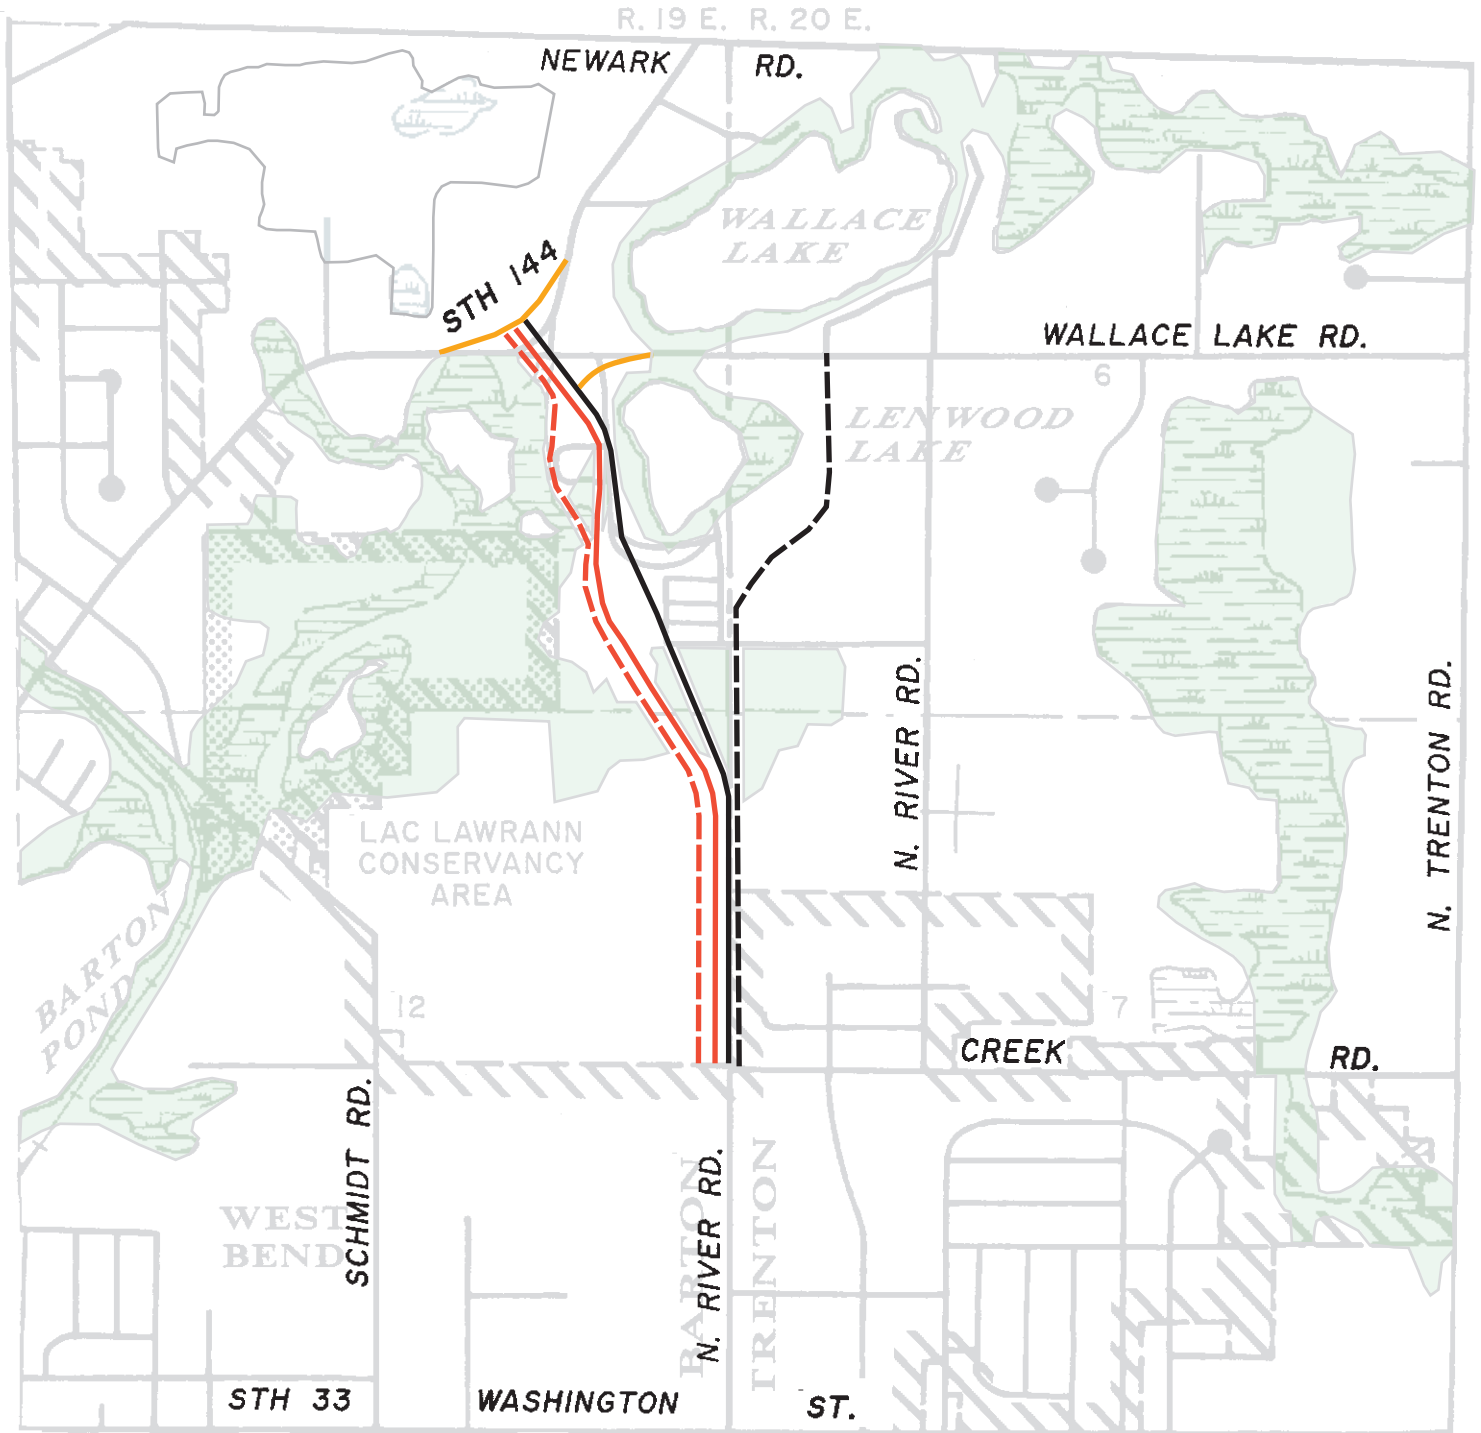 R. 19 E. R. 20 E.
NEWARK RD.
WALLACE
LAKE
STH 144
WALLACE LAKE RD.
6
LENWOOD
LAKE
N. RIVER RD.
N. TRENTON RD.
LAC LAWRANN
CONSERVANCY
AREA
BARTON
POND
12
7
CREEK RD.
SCHMIDT RD.
N. RIVER RD.
BARTON
TRENTON
WEST
BEND
STH 33 WASHINGTON ST.